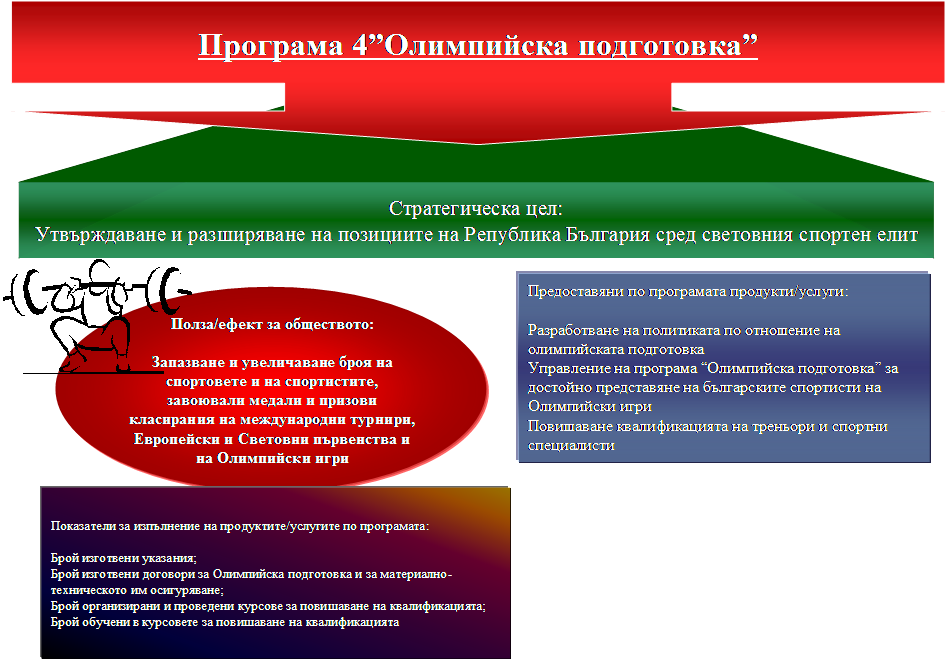 Програма 4”Олимпийска подготовка”
Стратегическа цел:
Утвърждаване и разширяване на позициите на Република България сред световния спортен елит
Полза/ефект за обществото:
Запазване и увеличаване броя на
спортовете и на спортистите,
завоювали медали и призови
класирания на международни турнири,
Европейски и Световни първенства и
на Олимпийски игри
Предоставяни по програмата продукти/услуги:
Разработване на политиката по отношение на
олимпийската подготовка
Управление на програма “Олимпийска подготовка” за
достойно представяне на българските спортисти на
Олимпийски игри
Повишаване квалификацията на треньори и спортни
специалисти
Показатели за изпълнение на продуктите/услугите по програмата:
Брой изготвени указания;
Брой изготвени договори за Олимпийска подготовка и за материално-
техническото им осигуряване;
Брой организирани и проведени курсове за повишаване на квалификацията;
Брой обучени в курсовете за повишаване на квалификацията